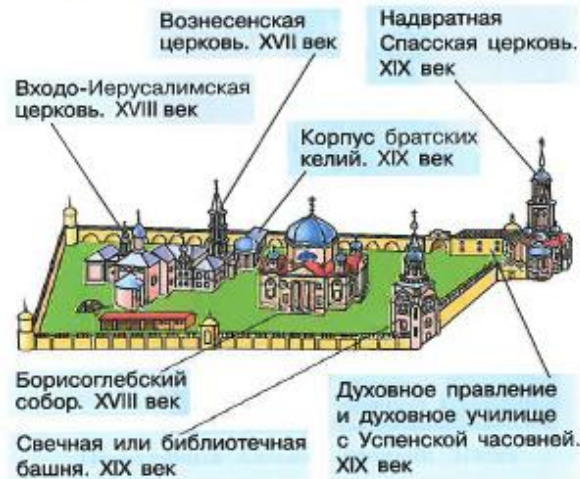 Вознесенская
церковь. XVII век
Надвратная
Спасская церковь.
XIX век
Входо-Иерусалимская
церковь. XVIII век
Корпус братских
келий. XIX век
Борисоглебский
собор. XVIII век
Свечная или библиотечная
башня. XIX век
Духовное правление
и духовное училище
с Успенской часовней.
XIX век